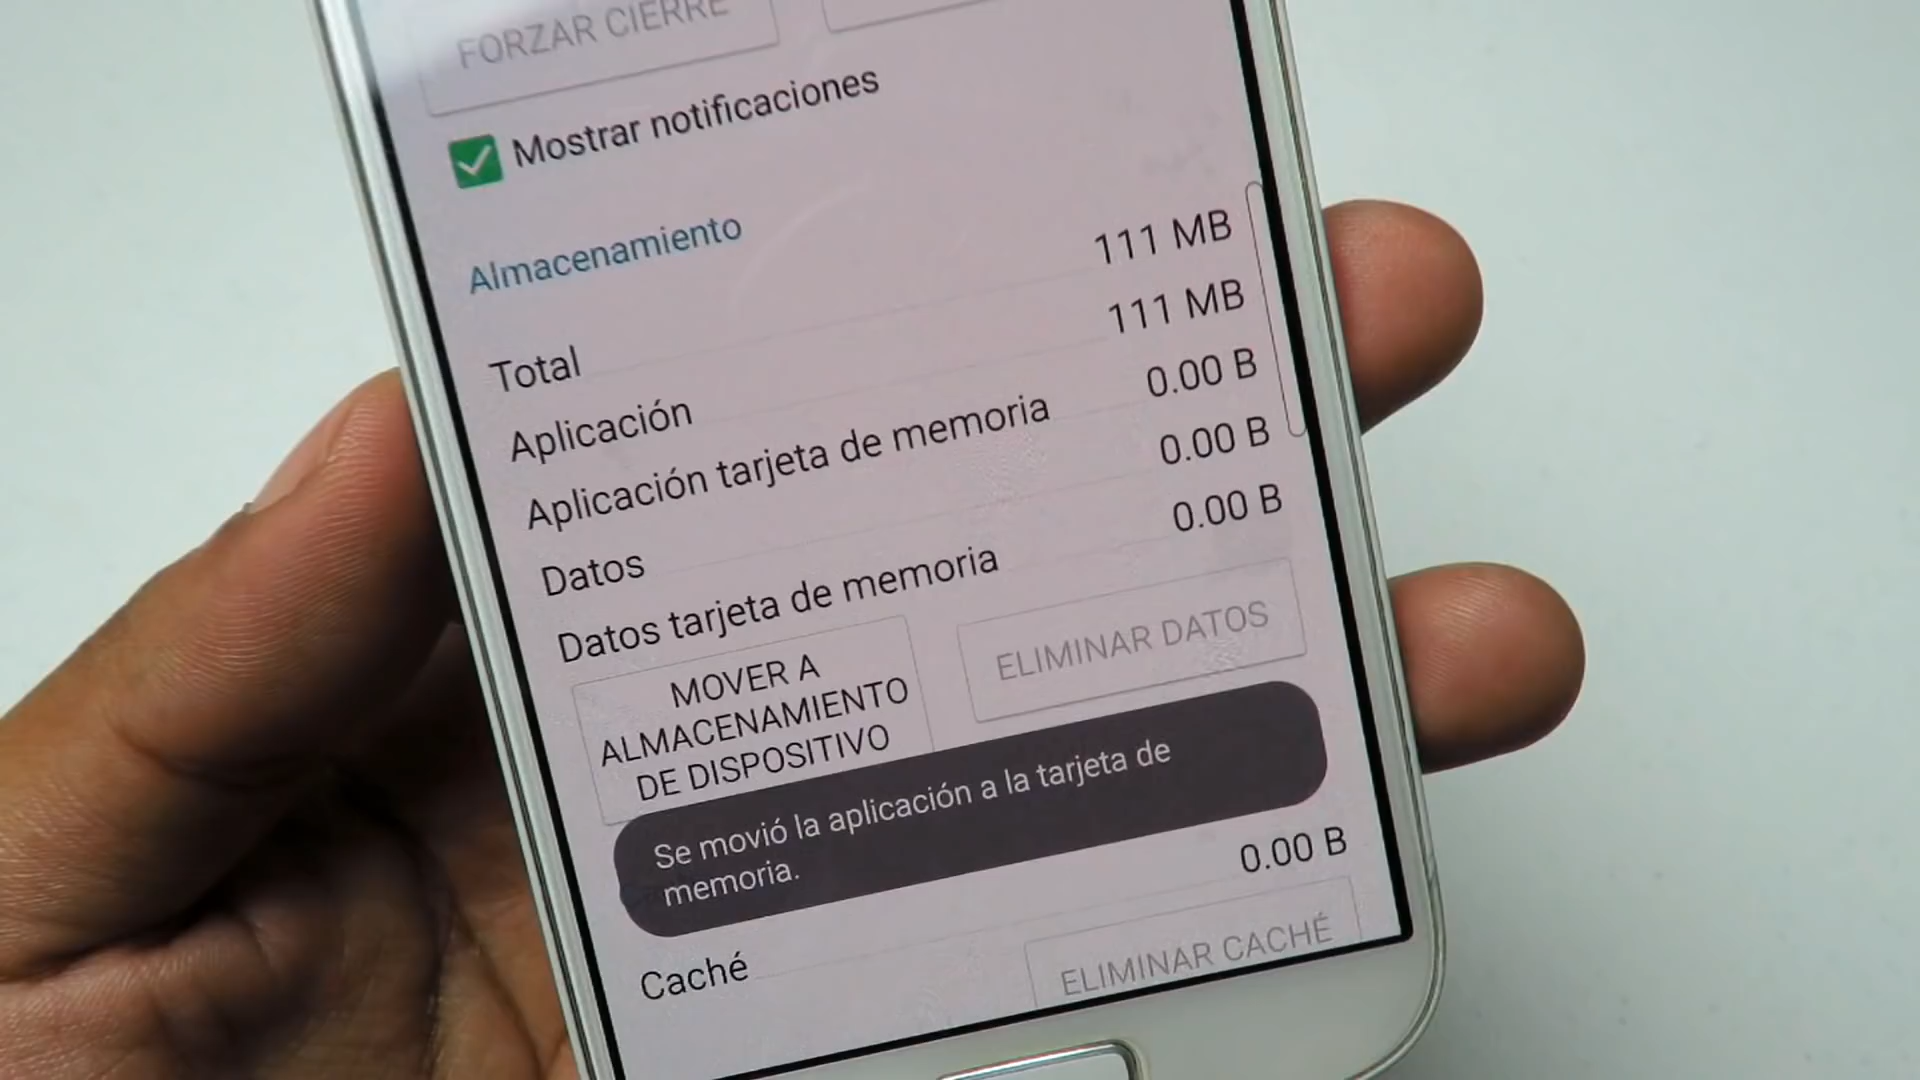 FORZAR CIERRE
Mostrar notificaciones
Almacenamiento
Total 111 MB
Aplicación 111 MB
Aplicación tarjeta de memoria 0.00 B
Datos 0.00 B
Datos tarjeta de memoria 0.00 B
MOVER A
ALMACENAMIENTO
DE DISPOSITIVO
ELIMINAR DATOS
Se movió la aplicación a la tarjeta de
memoria.
Caché 0.00 B
ELIMINAR CACHÉ